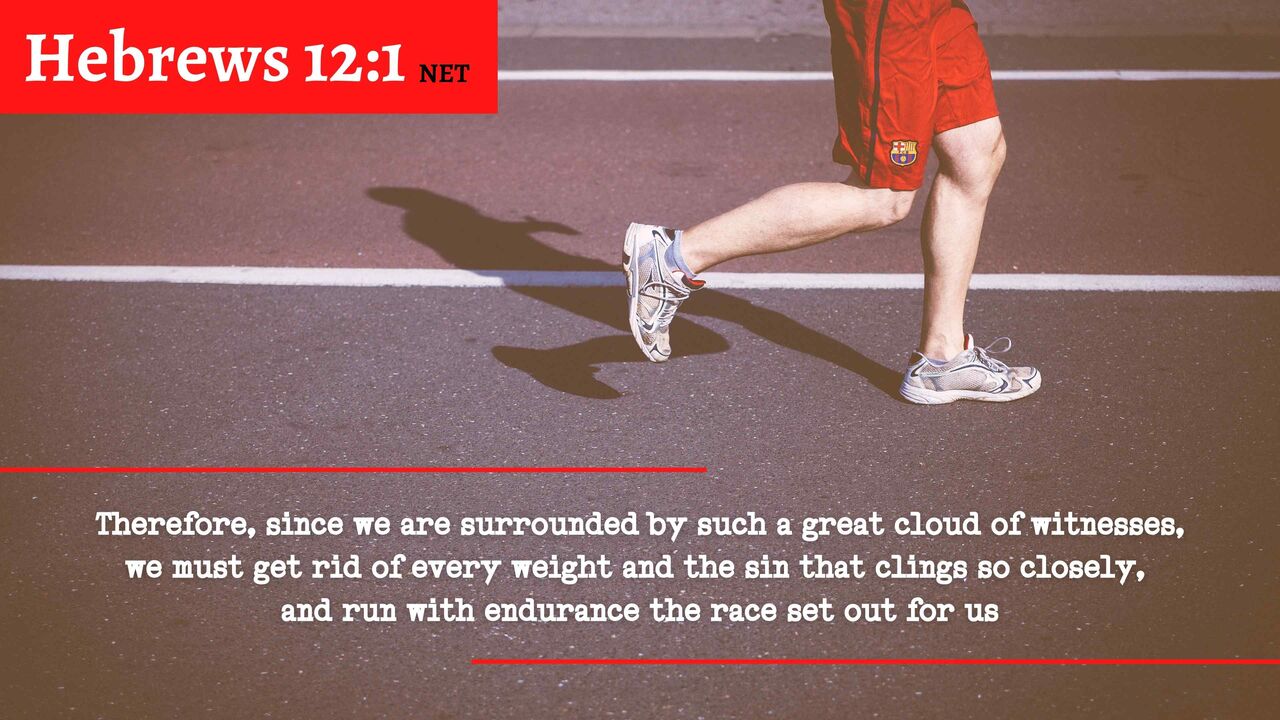 Hebrews 12:1 NET
Therefore, since we are surrounded by such a great cloud of witnesses,
we must get rid of every weight and the sin that clings so closely,
and run with endurance the race set out for us